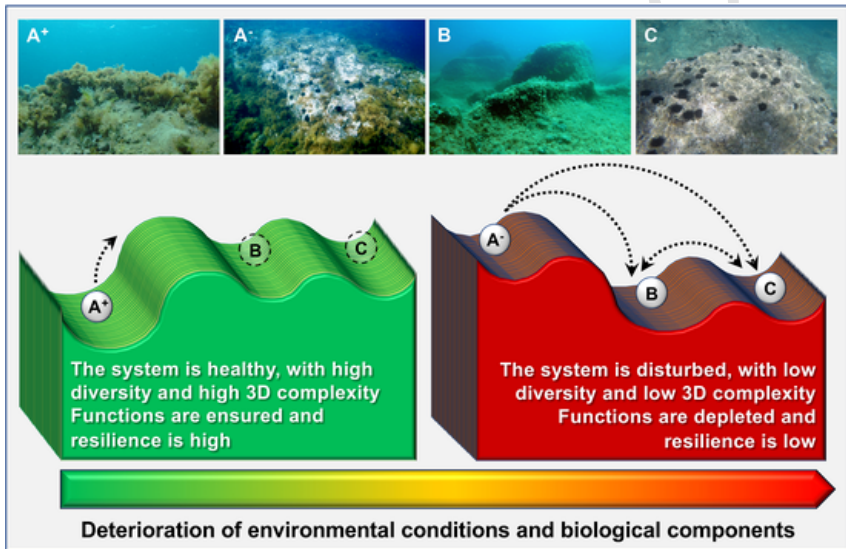 A+
A-
B
C
B
C
A+
A-
B
C
The system is healthy, with high
diversity and high 3D complexity
Functions are ensured and
resilience is high
The system is disturbed, with low
diversity and low 3D complexity
Functions are depleted and
resilience is low
Deterioration of environmental conditions and biological components